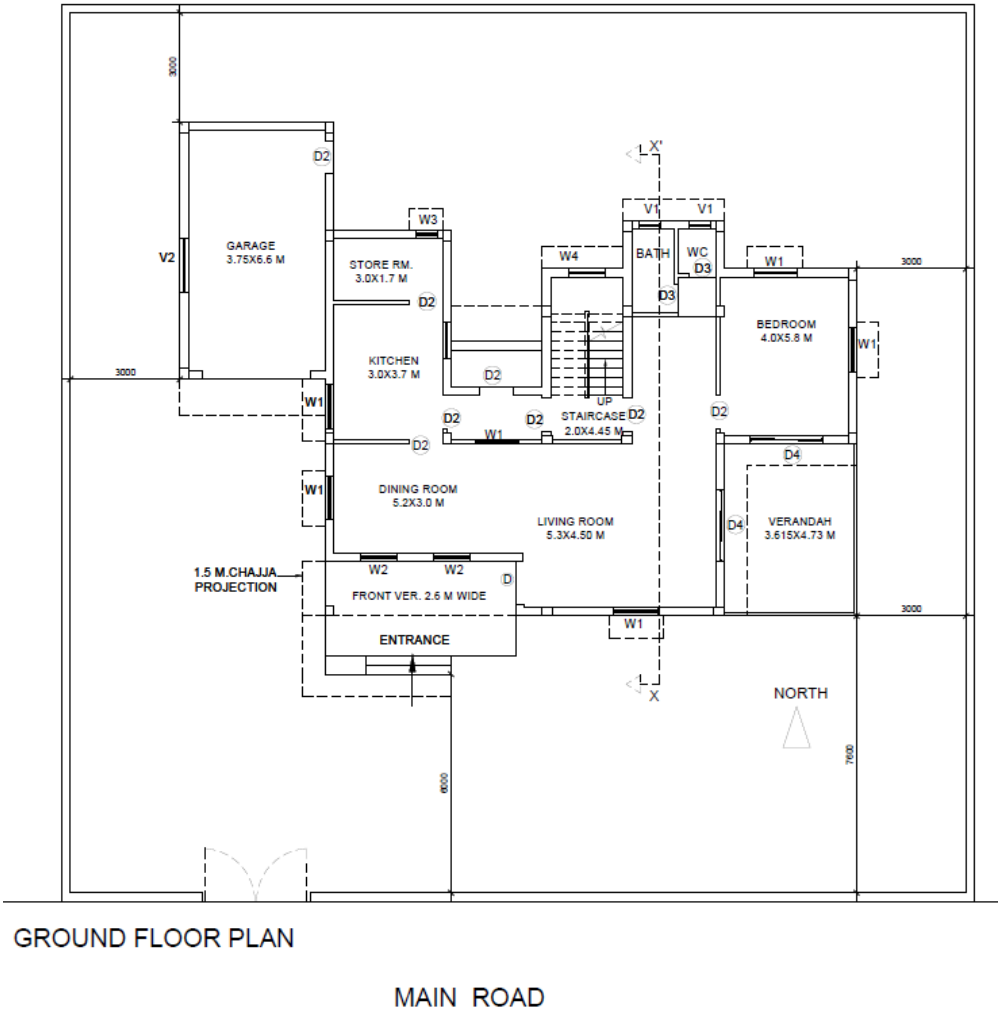 3000
X'
D2
W3
V1
V1
GARAGE
3.75X6.6 M
V2
STORE RM.
3.0X1.7 M
W4
BATH
WC
D3
W1
3000
D2
D3
BEDROOM
4.0X5.8 M
W1
KITCHEN
3.0X3.7 M
3000
D2
W1
UP
STAIRCASE
2.0X4.45 M
D2
D2
D2
D2
W1
D2
D4
W1
DINING ROOM
5.2X3.0 M
LIVING ROOM
5.3X4.50 M
D4
VERANDAH
3.615X4.73 M
1.5 M.CHAJJA
PROJECTION
W2
W2
D
FRONT VER. 2.6 M WIDE
3000
W1
ENTRANCE
X
NORTH
6000
7600
GROUND FLOOR PLAN
MAIN ROAD